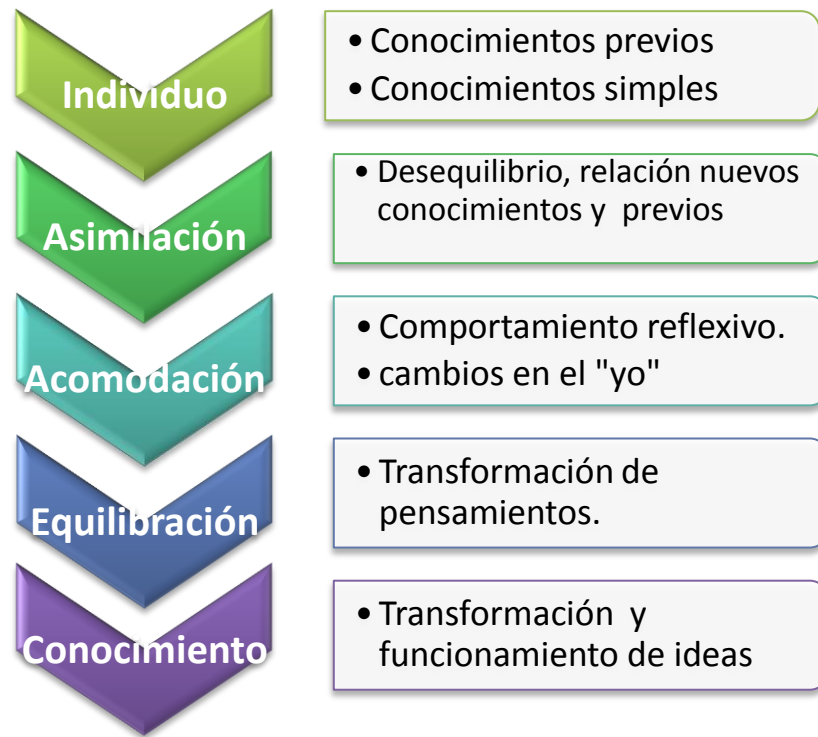 Individuo
• Conocimientos previos
• Conocimientos simples
Asimilación
• Desequilibrio, relación nuevos
conocimientos y previos
Acomodación
• Comportamiento reflexivo.
• cambios en el "yo"
Equilibración
• Transformación de
pensamientos.
Conocimiento
• Transformación y
funcionamiento de ideas